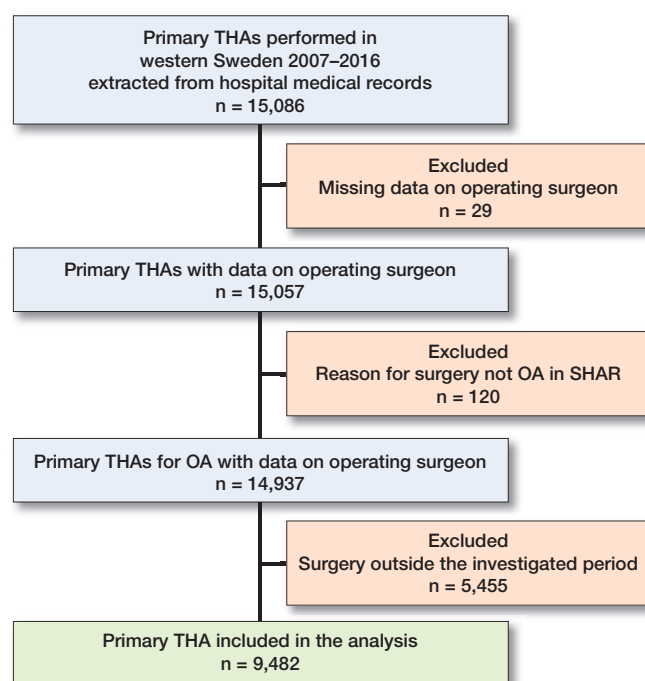 Primary THAs performed in
western Sweden 2007–2016
extracted from hospital medical records
n = 15,086
Excluded
Missing data on operating surgeon
n = 29
Primary THAs with data on operating surgeon
n = 15,057
Excluded
Reason for surgery not OA in SHAR
n = 120
Primary THAs for OA with data on operating surgeon
n = 14,937
Excluded
Surgery outside the investigated period
n = 5,455
Primary THA included in the analysis
n = 9,482